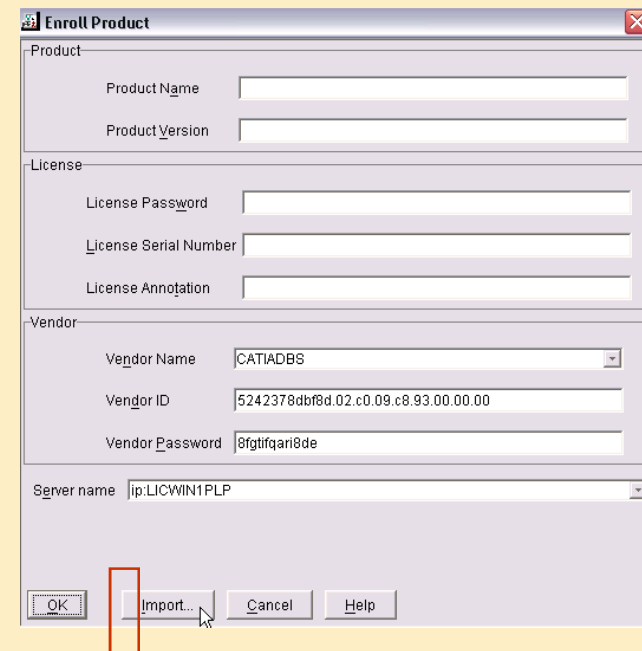 Enroll Product
Product
Product Name
Product Version
License
License Password
License Serial Number
License Annotation
Vendor
Vendor Name CATIADBS
Vendor ID 5242378dbf8d.02.c0.09.c8.93.00.00.00
Vendor Password 8fgtifqari8de
Server name ip:LICWIN1PLP
OK Import... Cancel Help